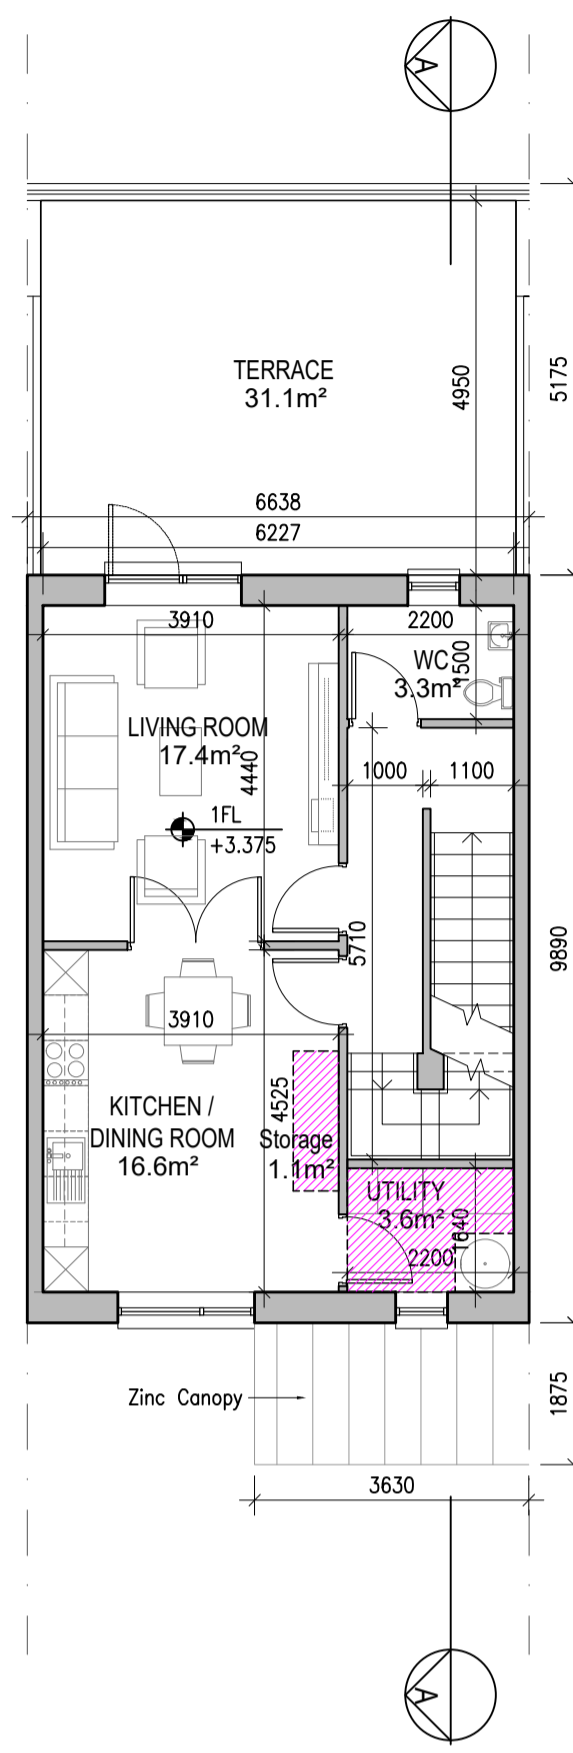 A
TERRACE
31.1m²
4950
5175
6638
6227
3910
2200
WC
3.3m²
1500
LIVING ROOM
17.4m²
4440
1000
1100
1FL
+3.375
5710
9890
3910
KITCHEN /
DINING ROOM
16.6m²
4525
Storage
1.1m²
UTILITY
3.6m²
1640
2200
Zinc Canopy
1875
3630
A